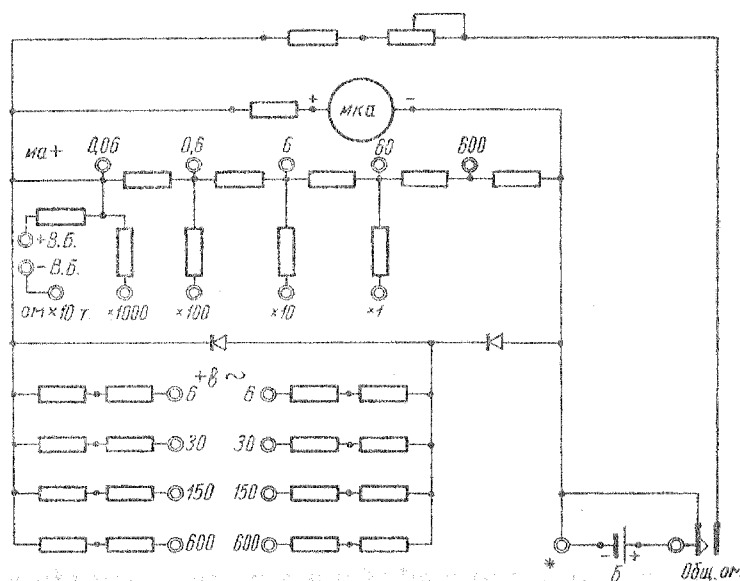 + мка -
ма+ 0,06 0,6 6 60 600
+В.Б.
-В.Б.
ом×10 т. ×1000 ×100 ×10 ×1
+В ~
6 6
30 30
150 150
600 600
* - Б + Общ. ом